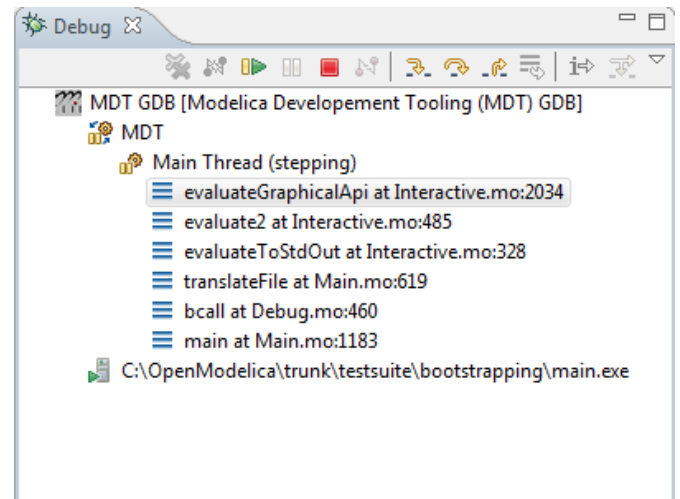 Debug
MDT GDB [Modelica Developement Tooling (MDT) GDB]
MDT
Main Thread (stepping)
evaluateGraphicalApi at Interactive.mo:2034
evaluate2 at Interactive.mo:485
evaluateToStdOut at Interactive.mo:328
translateFile at Main.mo:619
bcall at Debug.mo:460
main at Main.mo:1183
C:\OpenModelica\trunk\testsuite\bootstrapping\main.exe